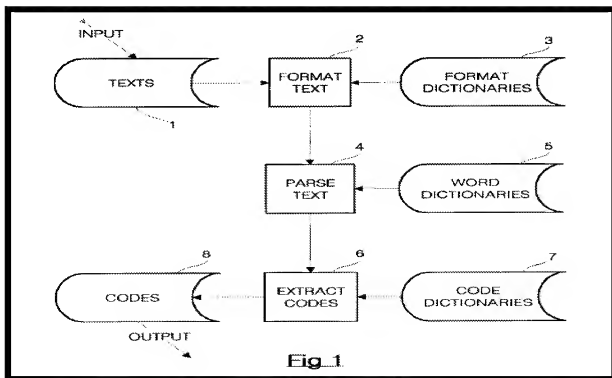 INPUT
2
3
TEXTS
FORMAT
TEXT
FORMAT
DICTIONARIES
1
4
5
PARSE
TEXT
WORD
DICTIONARIES
8
6
7
CODES
EXTRACT
CODES
CODE
DICTIONARIES
OUTPUT
Fig 1